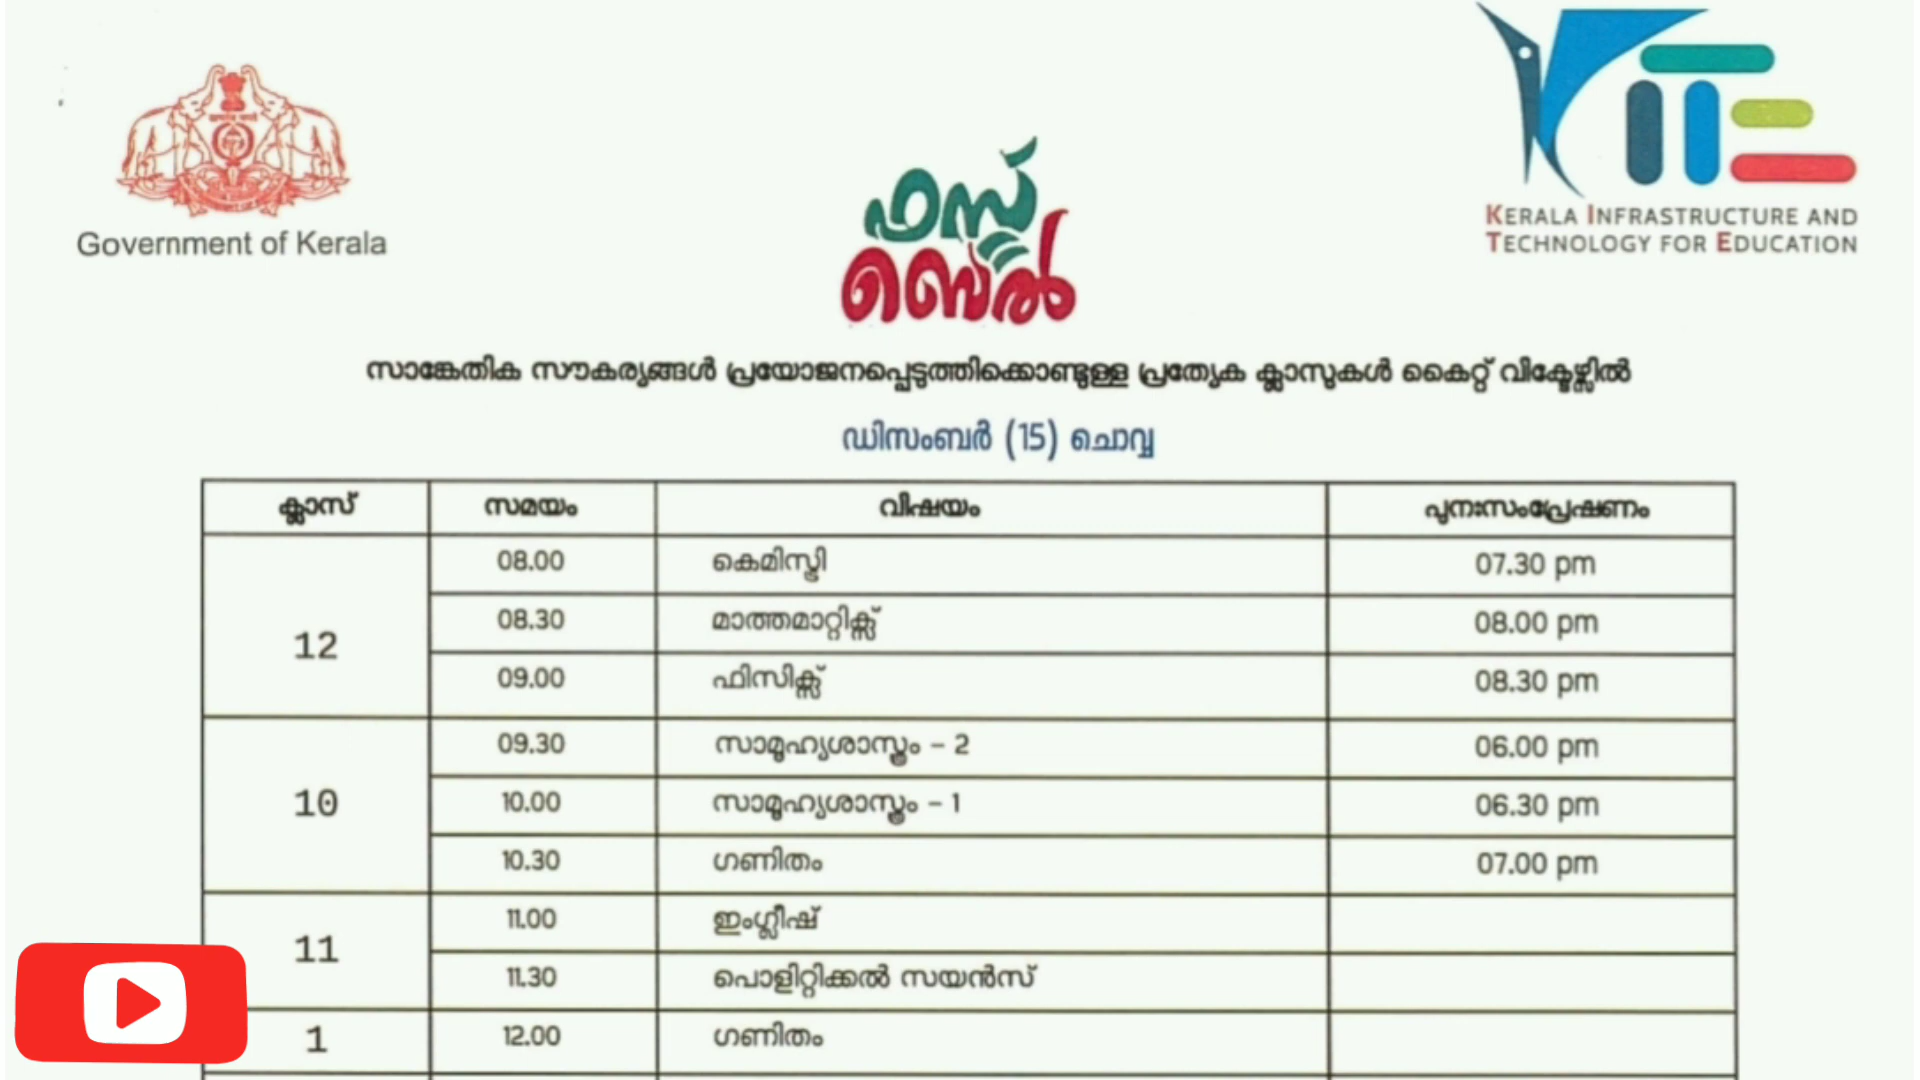 Government of Kerala
ഫസ്റ്റ്
ബെൽ
KITE
KERALA INFRASTRUCTURE AND
TECHNOLOGY FOR EDUCATION
സാങ്കേതിക സൗകര്യങ്ങൾ പ്രയോജനപ്പെടുത്തിക്കൊണ്ടുള്ള പ്രത്യേക ക്ലാസുകൾ കൈറ്റ് വിക്ടേഴ്സിൽ
ഡിസംബർ (15) ചൊവ്വ
ക്ലാസ് സമയം വിഷയം പുനഃസംപ്രേഷണം
12 08.00 കെമിസ്ട്രി 07.30 pm
08.30 മാത്തമാറ്റിക്സ് 08.00 pm
09.00 ഫിസിക്സ് 08.30 pm
10 09.30 സാമൂഹ്യശാസ്ത്രം – 2 06.00 pm
10.00 സാമൂഹ്യശാസ്ത്രം – 1 06.30 pm
10.30 ഗണിതം 07.00 pm
11 11.00 ഇംഗ്ലീഷ്
11.30 പൊളിറ്റിക്കൽ സയൻസ്
1 12.00 ഗണിതം